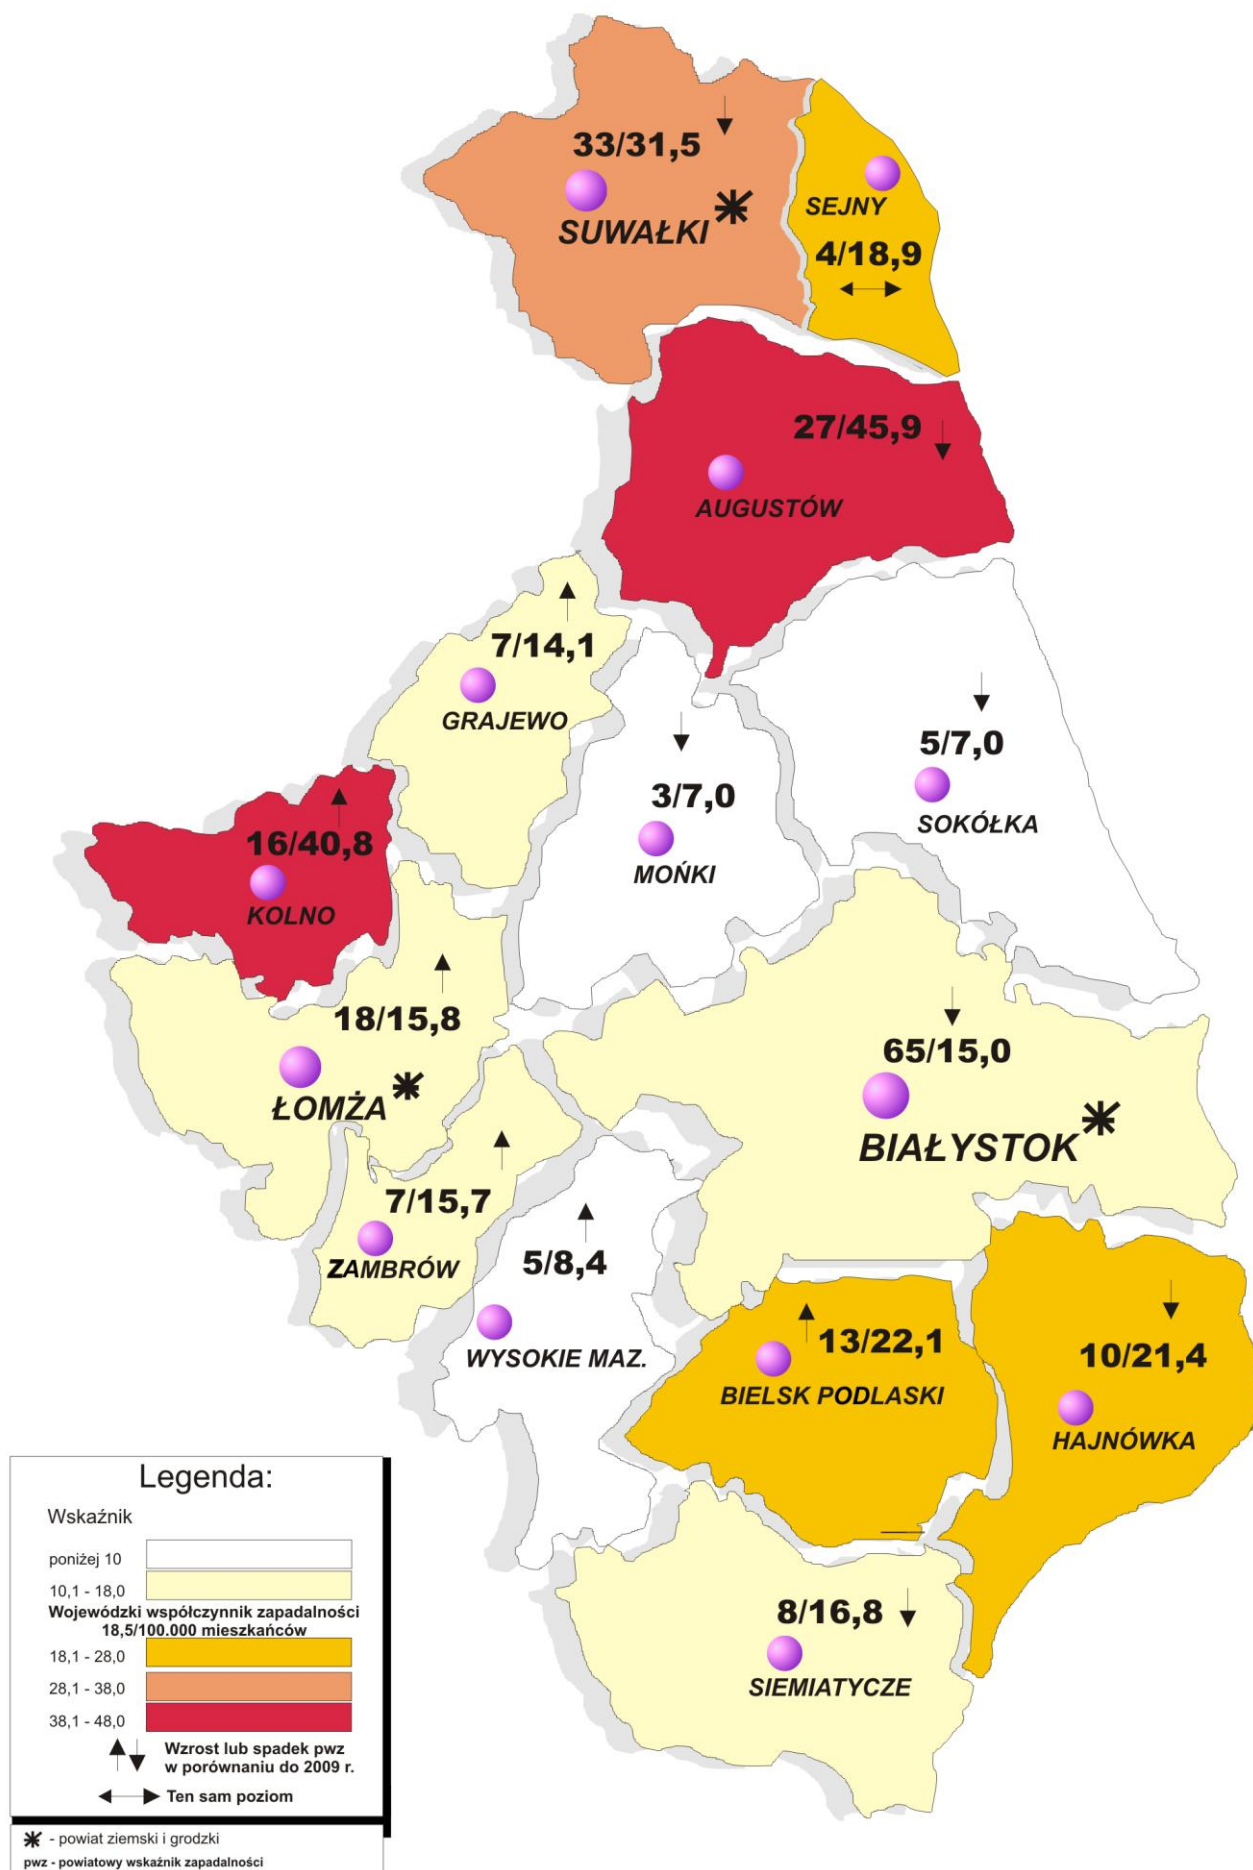 33/31,5
SUWAŁKI
SEJNY
4/18,9
27/45,9
AUGUSTÓW
7/14,1
GRAJEWO
3/7,0
MOŃKI
5/7,0
SOKÓŁKA
16/40,8
KOLNO
18/15,8
ŁOMŻA
65/15,0
BIAŁYSTOK
7/15,7
ZAMBRÓW
5/8,4
WYSOKIE MAZ.
13/22,1
BIELSK PODLASKI
10/21,4
HAJNÓWKA
8/16,8
SIEMIATYCZE
Legenda:
Wskaźnik
poniżej 10
10,1 - 18,0
Wojewódzki współczynnik zapadalności
18,5/100.000 mieszkańców
18,1 - 28,0
28,1 - 38,0
38,1 - 48,0
Wzrost lub spadek pwz
w porównaniu do 2009 r.
Ten sam poziom
- powiat ziemski i grodzki
pwz - powiatowy wskaźnik zapadalności